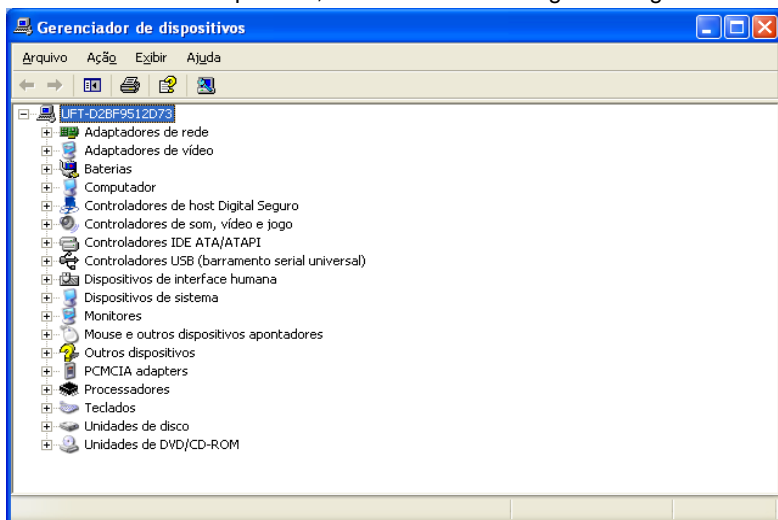 Gerenciador de dispositivos
Arquivo Ação Exibir Ajuda
UFT-D2BF9512D73
Adaptadores de rede
Adaptadores de vídeo
Baterias
Computador
Controladores de host Digital Seguro
Controladores de som, vídeo e jogo
Controladores IDE ATA/ATAPI
Controladores USB (barramento serial universal)
Dispositivos de interface humana
Dispositivos de sistema
Monitores
Mouse e outros dispositivos apontadores
Outros dispositivos
PCMCIA adapters
Processadores
Teclados
Unidades de disco
Unidades de DVD/CD-ROM